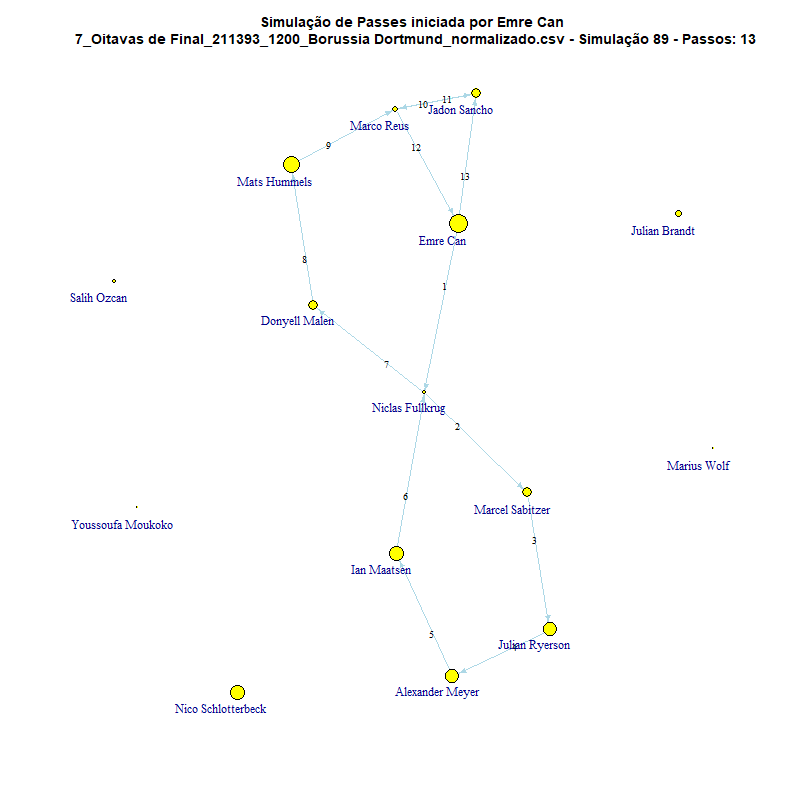 Simulação de Passes iniciada por Emre Can
7_Oitavas de Final_211393_1200_Borussia Dortmund_normalizado.csv - Simulação 89 - Passos: 13
10
11
Jadon Sancho
Marco Reus
9
12
13
Mats Hummels
Julian Brandt
Emre Can
8
1
Salih Ozcan
Donyell Malen
7
Niclas Fullkrug
2
Marius Wolf
6
Marcel Sabitzer
Youssoufa Moukoko
3
Ian Maatsen
5
4
Julian Ryerson
Alexander Meyer
Nico Schlotterbeck